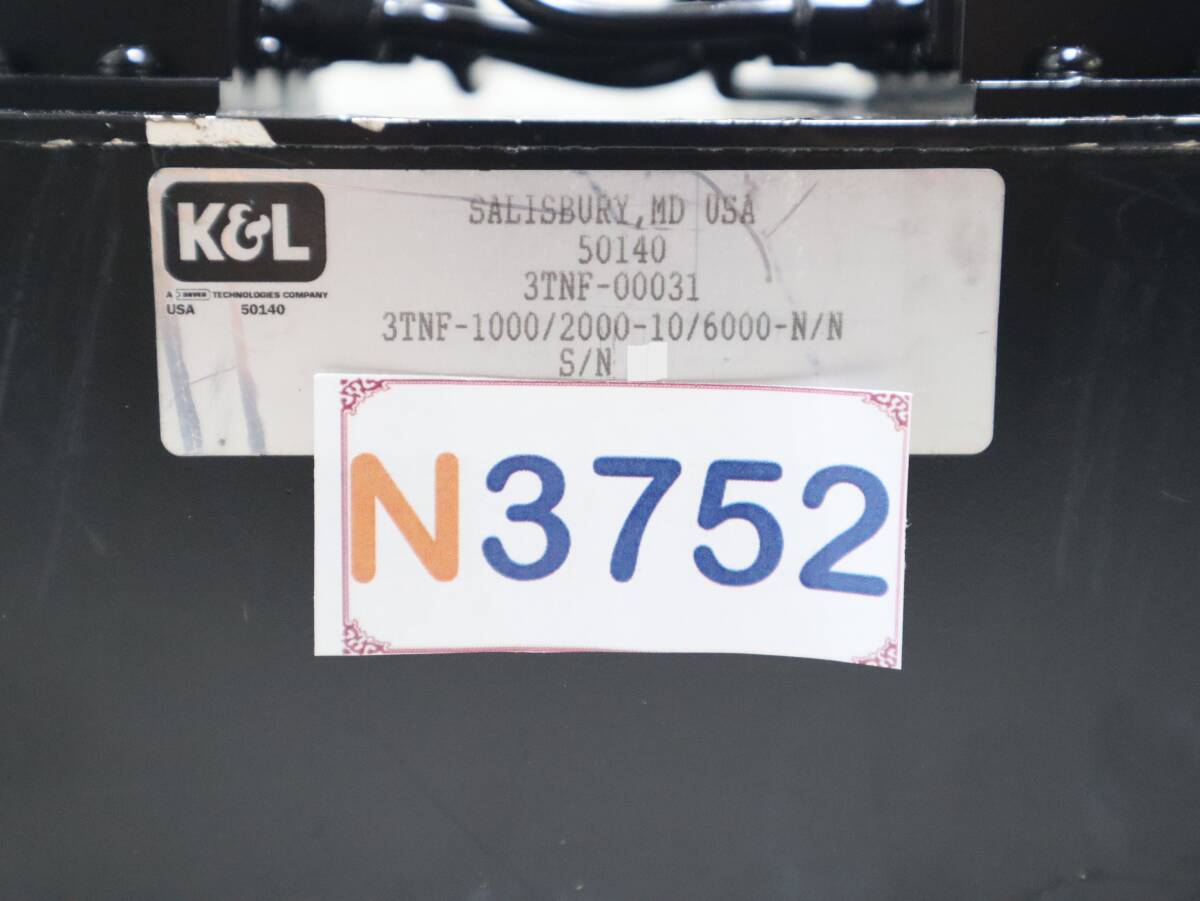 K&L
A DOVER TECHNOLOGIES COMPANY
USA 50140
SALISBURY, MD USA
50140
3TNF-00031
3TNF-1000/2000-10/6000-N/N
S/N
N3752